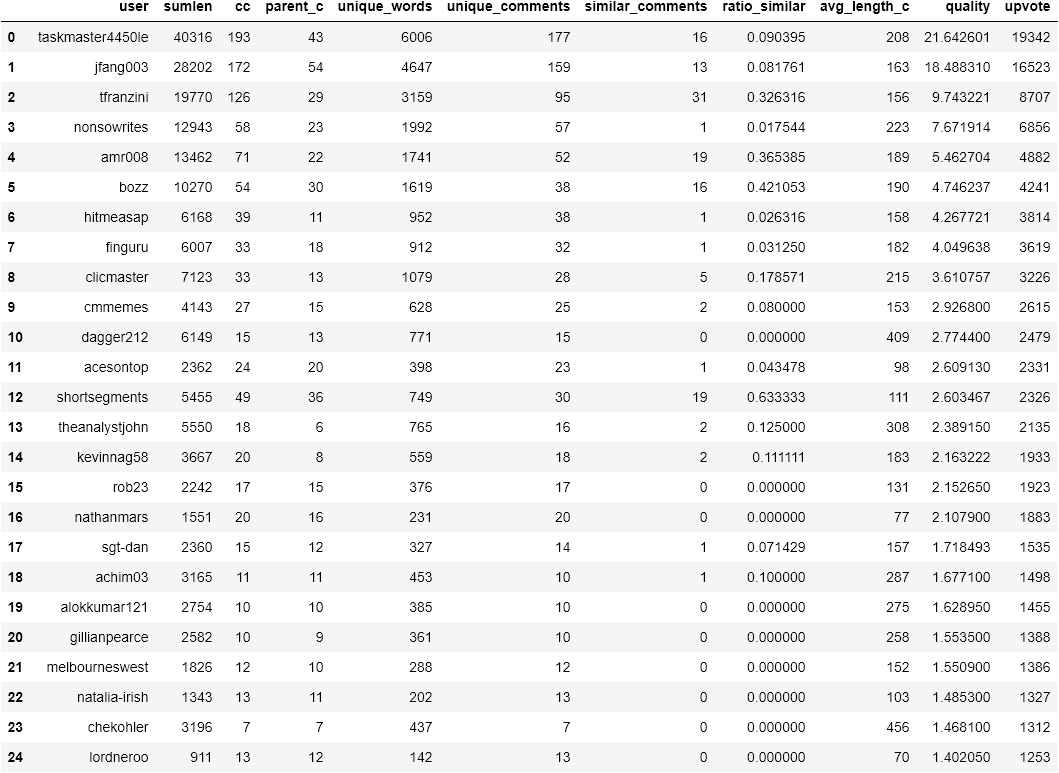 user sumlen cc parent_c unique_words unique_comments similar_comments ratio_similar avg_length_c quality upvote
0 taskmaster4450le 40316 193 43 6006 177 16 0.090395 208 21.642601 19342
1 jfang003 28202 172 54 4647 159 13 0.081761 163 18.488310 16523
2 tfranzini 19770 126 29 3159 95 31 0.326316 156 9.743221 8707
3 nonsowrites 12943 58 23 1992 57 1 0.017544 223 7.671914 6856
4 amr008 13462 71 22 1741 52 19 0.365385 189 5.462704 4882
5 bozz 10270 54 30 1619 38 16 0.421053 190 4.746237 4241
6 hitmeasap 6168 39 11 952 38 1 0.026316 158 4.267721 3814
7 finguru 6007 33 18 912 32 1 0.031250 182 4.049638 3619
8 clicmaster 7123 33 13 1079 28 5 0.178571 215 3.610757 3226
9 cmmemes 4143 27 15 628 25 2 0.080000 153 2.926800 2615
10 dagger212 6149 15 13 771 15 0 0.000000 409 2.774400 2479
11 acesontop 2362 24 20 398 23 1 0.043478 98 2.609130 2331
12 shortsegments 5455 49 36 749 30 19 0.633333 111 2.603467 2326
13 theanalystjohn 5550 18 6 765 16 2 0.125000 308 2.389150 2135
14 kevinnag58 3667 20 8 559 18 2 0.111111 183 2.163222 1933
15 rob23 2242 17 15 376 17 0 0.000000 131 2.152650 1923
16 nathanmars 1551 20 16 231 20 0 0.000000 77 2.107900 1883
17 sgt-dan 2360 15 12 327 14 1 0.071429 157 1.718493 1535
18 achim03 3165 11 11 453 10 1 0.100000 287 1.677100 1498
19 alokkumar121 2754 10 10 385 10 0 0.000000 275 1.628950 1455
20 gillianpearce 2582 10 9 361 10 0 0.000000 258 1.553500 1388
21 melbourneswest 1826 12 10 288 12 0 0.000000 152 1.550900 1386
22 natalia-irish 1343 13 11 202 13 0 0.000000 103 1.485300 1327
23 chekohler 3196 7 7 437 7 0 0.000000 456 1.468100 1312
24 lordneroo 911 13 12 142 13 0 0.000000 70 1.402050 1253